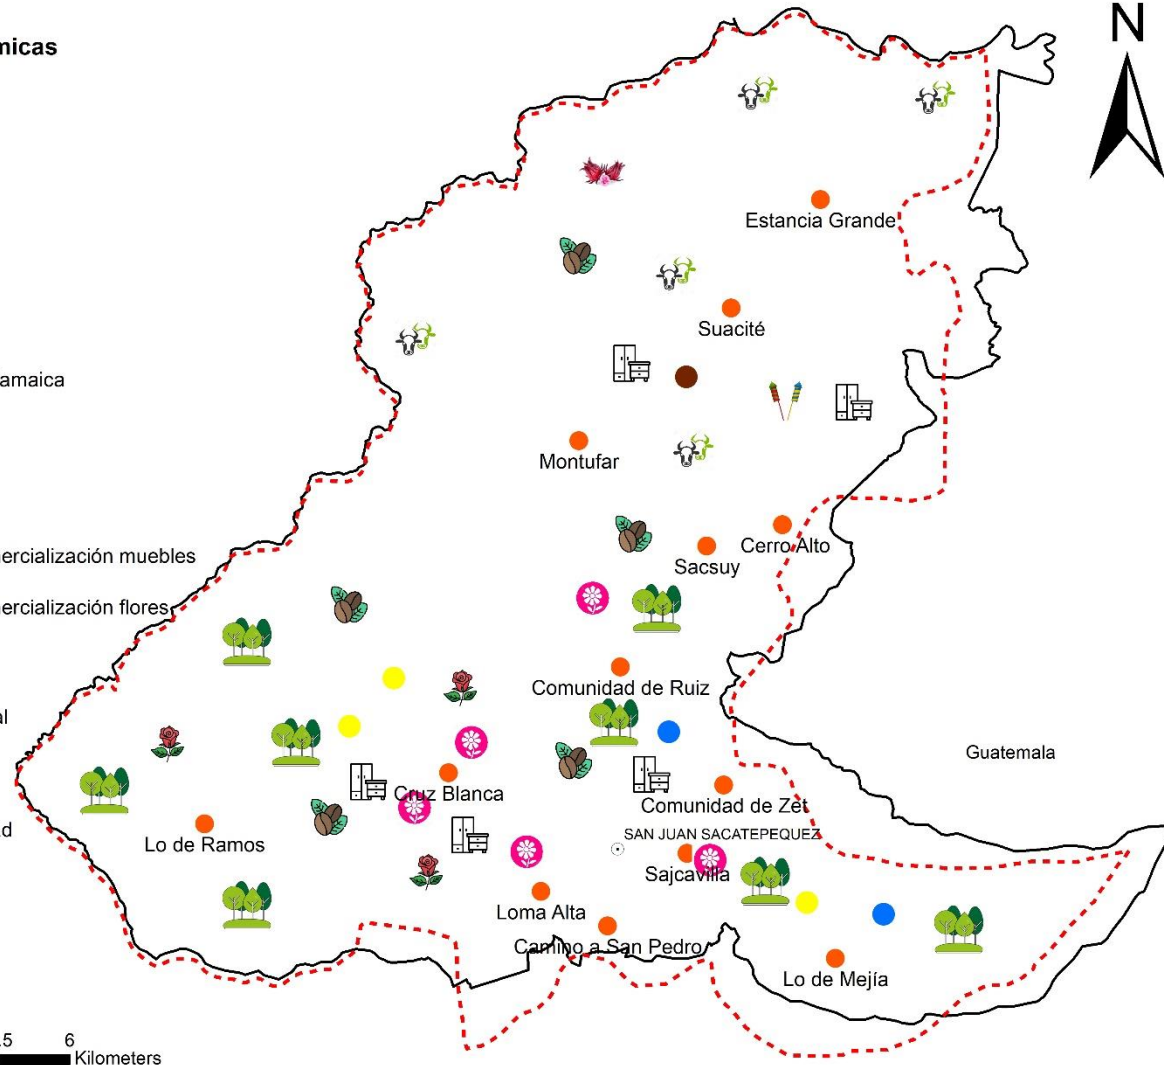 N
micas
Estancia Grande
Suacité
amaica
Montufar
Cerro Alto
Sacsuy
nercialización muebles
nercialización flores
Comunidad de Ruiz
al
Guatemala
Cruz Blanca
Comunidad de Zet
d
SAN JUAN SACATEPEQUEZ
Lo de Ramos
Sajcavilla
Loma Alta
Camino a San Pedro
Lo de Mejía
.5 6
Kilometers